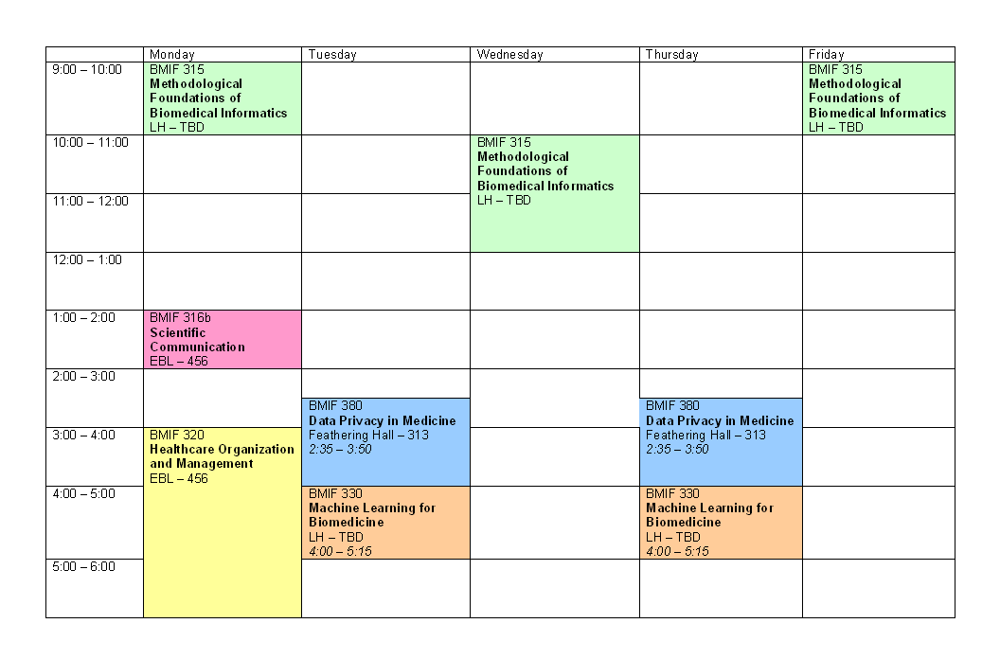 Monday Tuesday Wednesday Thursday Friday
9:00 – 10:00
BMIF 315
Methodological
Foundations of
Biomedical Informatics
LH – TBD
BMIF 315
Methodological
Foundations of
Biomedical Informatics
LH – TBD
10:00 – 11:00
BMIF 315
Methodological
Foundations of
Biomedical Informatics
LH – TBD
11:00 – 12:00
12:00 – 1:00
1:00 – 2:00
BMIF 316b
Scientific
Communication
EBL – 456
2:00 – 3:00
BMIF 380
Data Privacy in Medicine
Feathering Hall – 313
2:35 – 3:50
BMIF 380
Data Privacy in Medicine
Feathering Hall – 313
2:35 – 3:50
3:00 – 4:00
BMIF 320
Healthcare Organization
and Management
EBL – 456
4:00 – 5:00
BMIF 330
Machine Learning for
Biomedicine
LH – TBD
4:00 – 5:15
BMIF 330
Machine Learning for
Biomedicine
LH – TBD
4:00 – 5:15
5:00 – 6:00